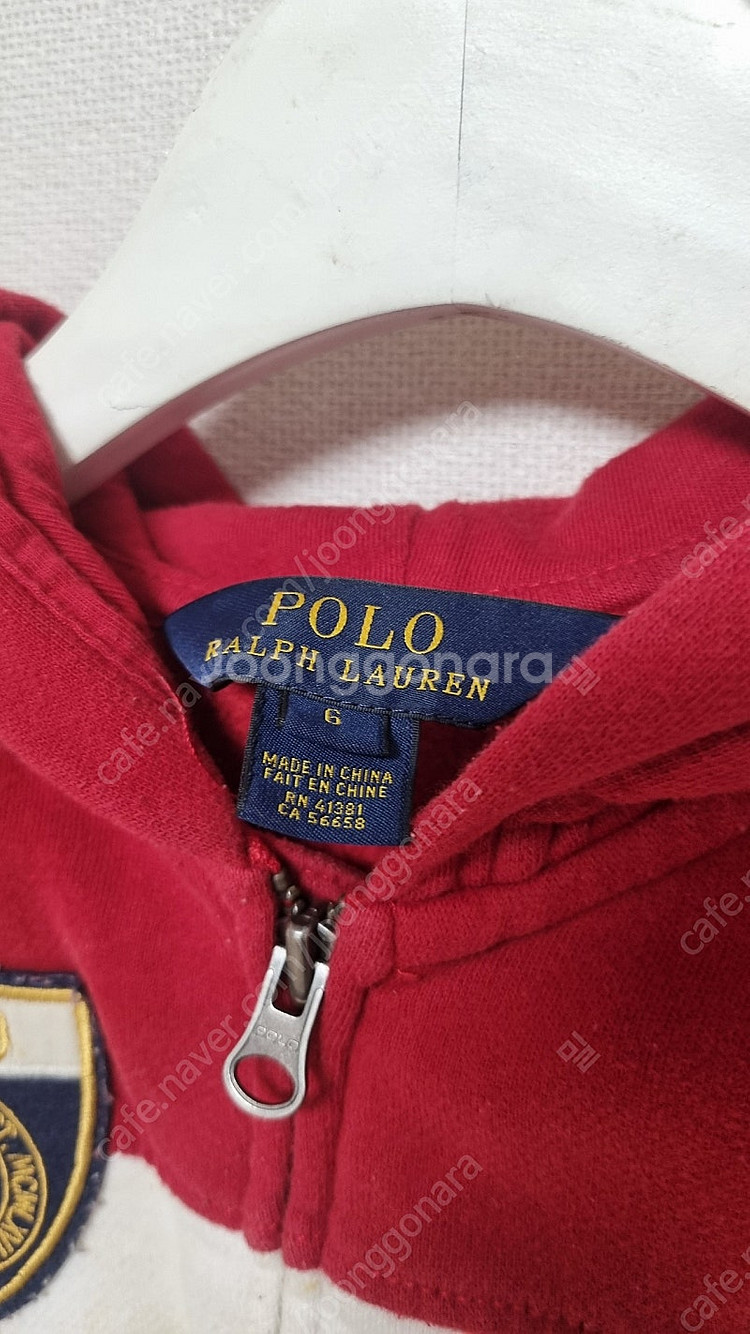 POLO
RALPH LAUREN
Joonggonara
6
MADE IN CHINA
FAIT EN CHINE
RN 41381
CA 56658
POLO
cafe.naver.com/joonggonara